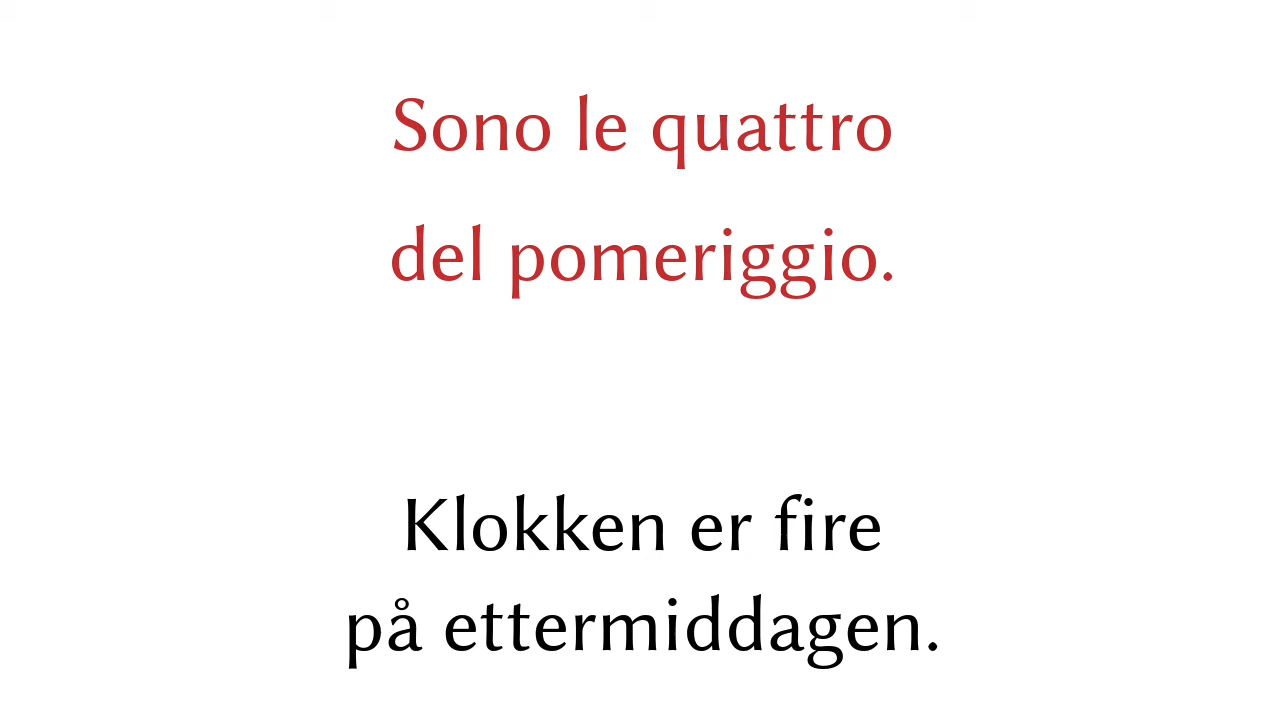 Sono le quattro
del pomeriggio.
Klokken er fire
på ettermiddagen.